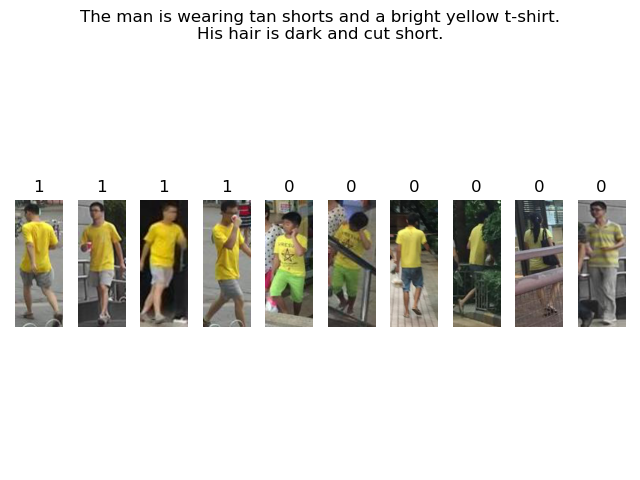 The man is wearing tan shorts and a bright yellow t-shirt.
His hair is dark and cut short.
1 1 1 1 0 0 0 0 0 0